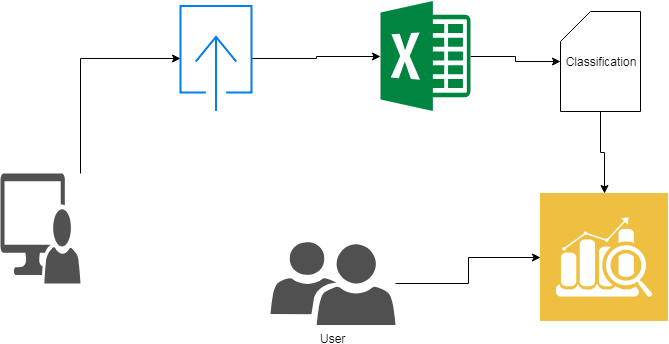 X
Classification
User